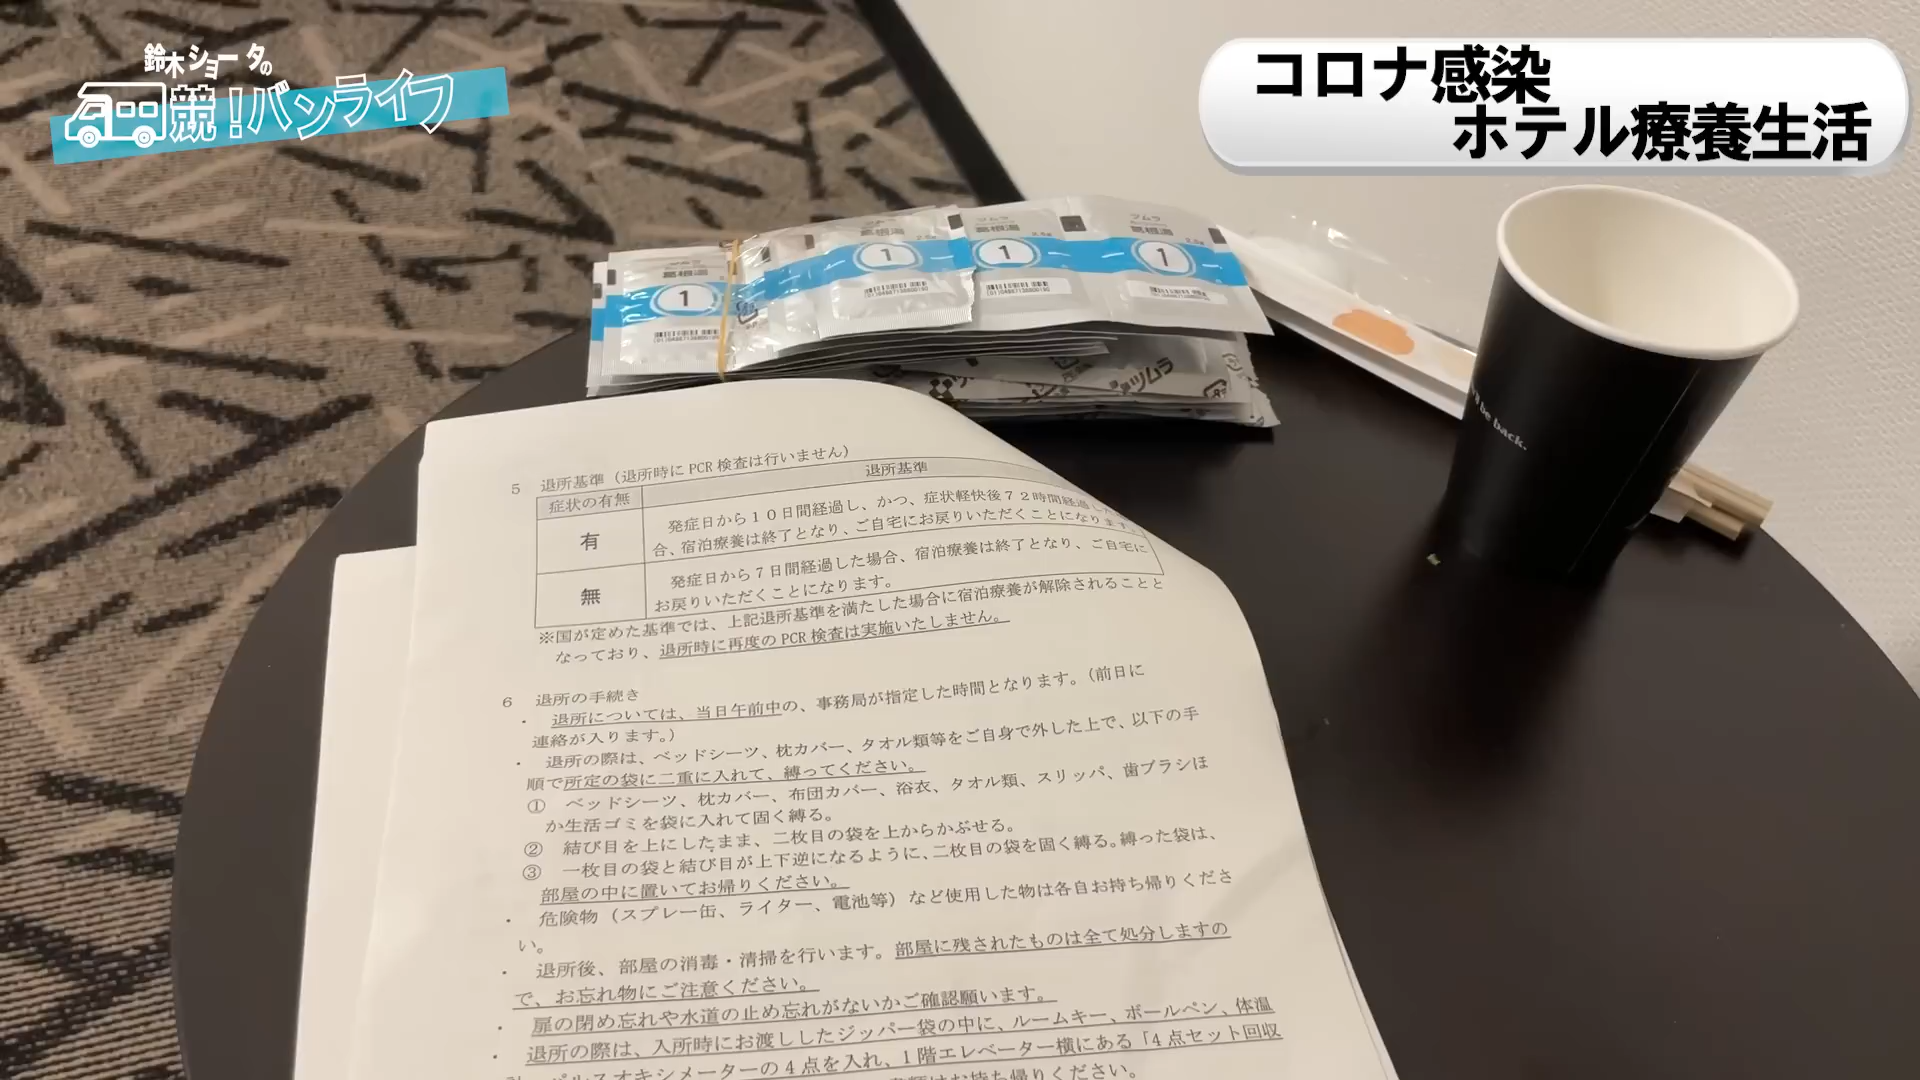 鈴木ショータの
競!バンライフ
コロナ感染
ホテル療養生活
ツムラ
葛根湯
1
ツムラ
葛根湯
1
ツムラ
葛根湯
1
ツムラ
葛根湯
1
ツムラ
be back.
5 退所基準（退所時に PCR 検査は行いません）
症状の有無 退所基準
有 発症日から１０日間経過し、かつ、症状軽快後７２時間経過した
合、宿泊療養は終了となり、ご自宅にお戻りいただくことになります。
無 発症日から７日間経過した場合、宿泊療養は終了となり、ご自宅に
お戻りいただくことになります。
※国が定めた基準では、上記退所基準を満たした場合に宿泊療養が解除されることと
なっており、退所時に再度の PCR 検査は実施いたしません。
6 退所の手続き
・ 退所については、当日午前中の、事務局が指定した時間となります。（前日に
連絡が入ります。）
・ 退所の際は、ベッドシーツ、枕カバー、タオル類等をご自身で外した上で、以下の手
順で所定の袋に二重に入れて、縛ってください。
① ベッドシーツ、枕カバー、布団カバー、浴衣、タオル類、スリッパ、歯ブラシほ
か生活ゴミを袋に入れて固く縛る。
② 結び目を上にしたまま、二枚目の袋を上からかぶせる。
③ 一枚目の袋と結び目が上下逆になるように、二枚目の袋を固く縛る。縛った袋は、
部屋の中に置いてお帰りください。
・ 危険物（スプレー缶、ライター、電池等）など使用した物は各自お持ち帰りくださ
い。
・ 退所後、部屋の消毒・清掃を行います。部屋に残されたものは全て処分しますの
で、お忘れ物にご注意ください。
・ 扉の閉め忘れや水道の止め忘れがないかご確認願います。
・ 退所の際は、入所時にお渡ししたジッパー袋の中に、ルームキー、ボールペン、体温
パルスオキシメーターの4点を入れ、1階エレベーター横にある「4点セット回収
はお持ち帰りください。